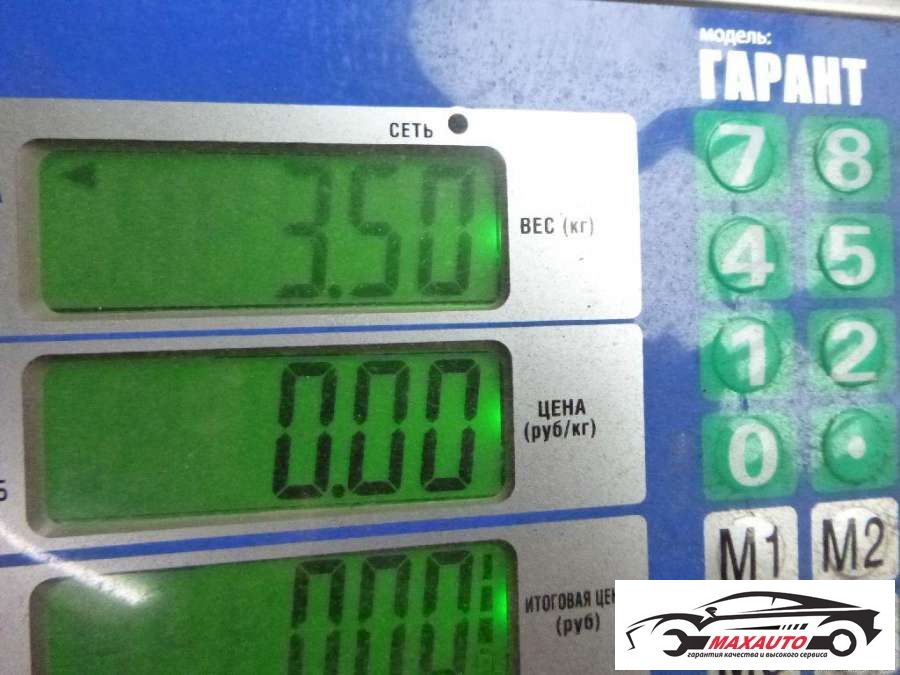 модель:
ГАРАНТ
СЕТЬ
3.50
ВЕС (кг)
0.00
ЦЕНА
(руб/кг)
ИТОГОВАЯ
(руб)
7 8
4 5
1 2
0 .
M1 M2
MAXAUTO
гарантия качества и высокого сервиса